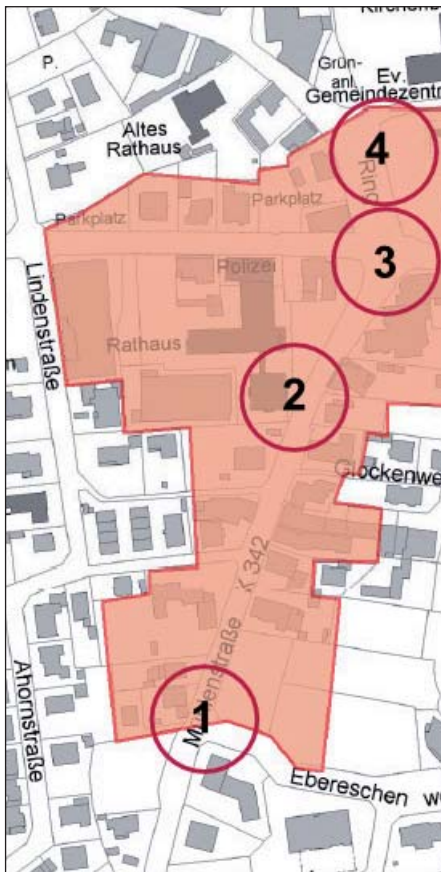 P.
Grün-
anl.
Ev.
Gemeindezentr
Altes
Rathaus
4
Ring
Parkplatz
Parkplatz
3
Polizei
Lindenstraße
Rathaus
n
2
Glockenwe
K 342
Mühlenstraße
1
Ahornstraße
Ebereschen